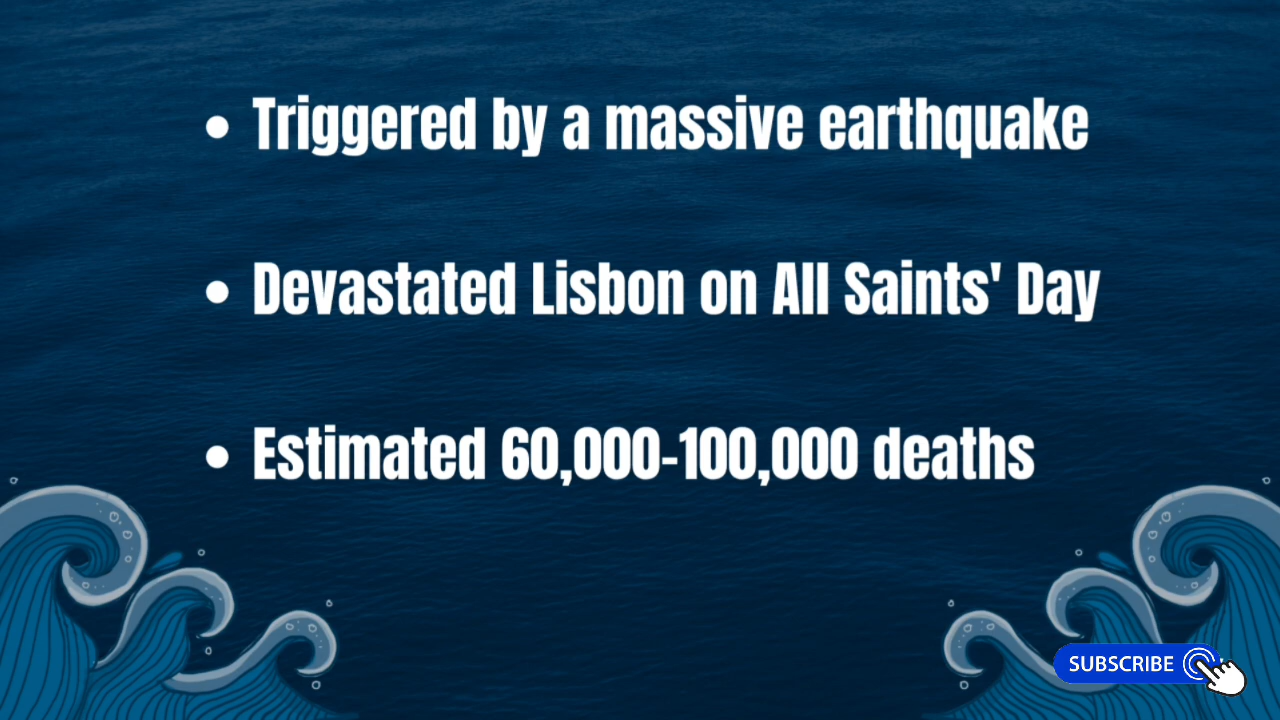 • Triggered by a massive earthquake
• Devastated Lisbon on All Saints' Day
• Estimated 60,000-100,000 deaths
SUBSCRIBE